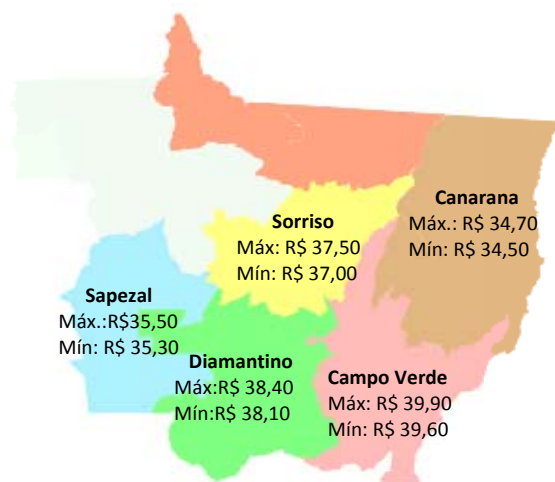 Canarana
Máx.: R$ 34,70
Mín: R$ 34,50
Sorriso
Máx: R$ 37,50
Mín: R$ 37,00
Sapezal
Máx.:R$35,50
Mín: R$ 35,30
Diamantino
Máx:R$ 38,40
Mín:R$ 38,10
Campo Verde
Máx: R$ 39,90
Mín: R$ 39,60